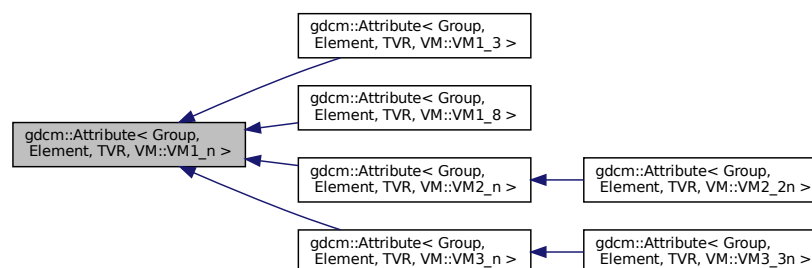 gdcm::Attribute< Group,
Element, TVR, VM::VM1_3 >
gdcm::Attribute< Group,
Element, TVR, VM::VM1_8 >
gdcm::Attribute< Group,
Element, TVR, VM::VM1_n >
gdcm::Attribute< Group,
Element, TVR, VM::VM2_n >
gdcm::Attribute< Group,
Element, TVR, VM::VM2_2n >
gdcm::Attribute< Group,
Element, TVR, VM::VM3_n >
gdcm::Attribute< Group,
Element, TVR, VM::VM3_3n >